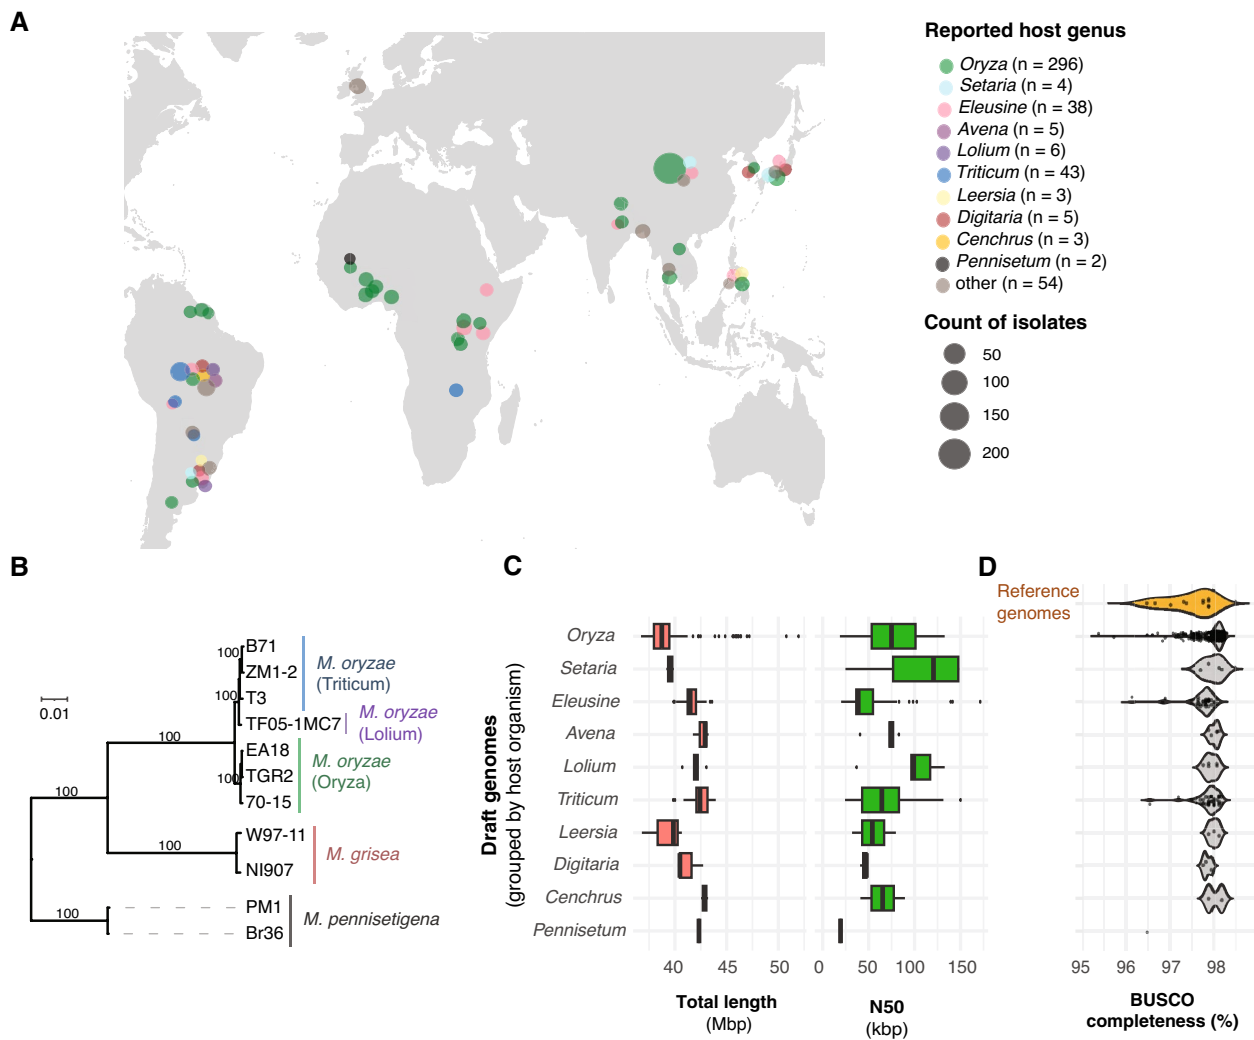 A
Reported host genus
Oryza (n = 296)
Setaria (n = 4)
Eleusine (n = 38)
Avena (n = 5)
Lolium (n = 6)
Triticum (n = 43)
Leersia (n = 3)
Digitaria (n = 5)
Cenchrus (n = 3)
Pennisetum (n = 2)
other (n = 54)
Count of isolates
50
100
150
200
B
0.01
100
100
100
100
100
100
100
B71
ZM1-2
T3
TF05-1MC7
EA18
TGR2
70-15
W97-11
NI907
PM1
Br36
M. oryzae
(Triticum)
M. oryzae
(Lolium)
M. oryzae
(Oryza)
M. grisea
M. pennisetigena
C
Draft genomes
(grouped by host organism)
Oryza
Setaria
Eleusine
Avena
Lolium
Triticum
Leersia
Digitaria
Cenchrus
Pennisetum
40 45 50
Total length
(Mbp)
0 50 100 150
N50
(kbp)
D
Reference
genomes
95 96 97 98
BUSCO
completeness (%)